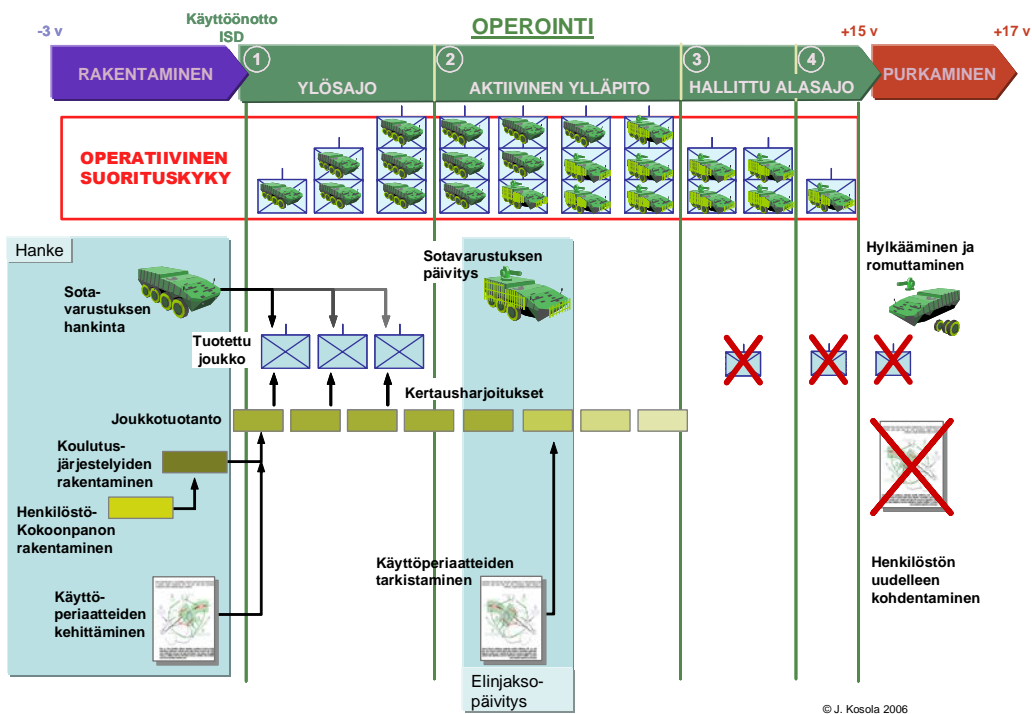 Käyttöönotto
ISD
OPEROINTI
-3 v
+15 v
+17 v
RAKENTAMINEN
1
2
3
4
YLÖSAJO
AKTIIVINEN YLLÄPITO
HALLITTU ALASAJO
PURKAMINEN
OPERATIIVINEN
SUORITUSKYKY
Hanke
Sota-
varustuksen
hankinta
Sotavarustuksen
päivitys
Hylkääminen ja
romuttaminen
Tuotettu
joukko
Kertausharjoitukset
Joukkotuotanto
Koulutus-
järjestelyiden
rakentaminen
Henkilöstö-
Kokoonpanon
rakentaminen
Käyttöperiaatteiden
tarkistaminen
Henkilöstön
uudelleen
kohdentaminen
Käyttö-
periaatteiden
kehittäminen
Elinjakso-
päivitys
© J. Kosola 2006